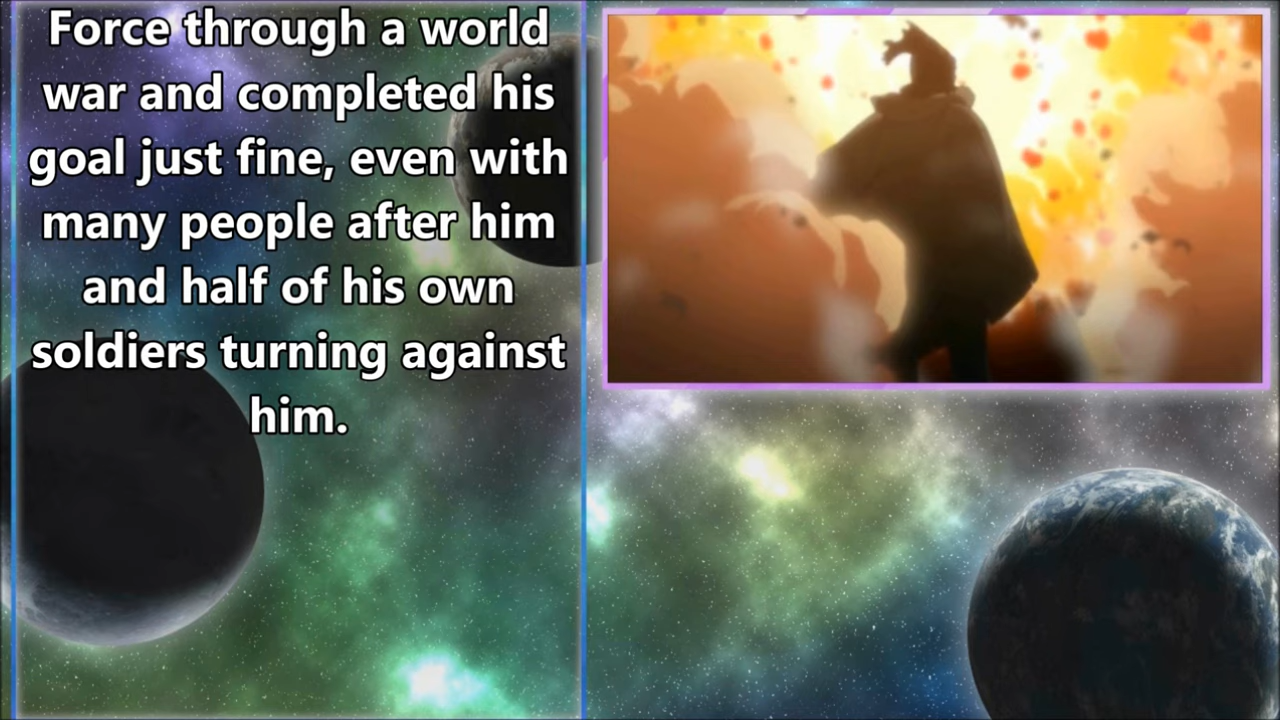 Force through a world
war and completed his
goal just fine, even with
many people after him
and half of his own
soldiers turning against
him.